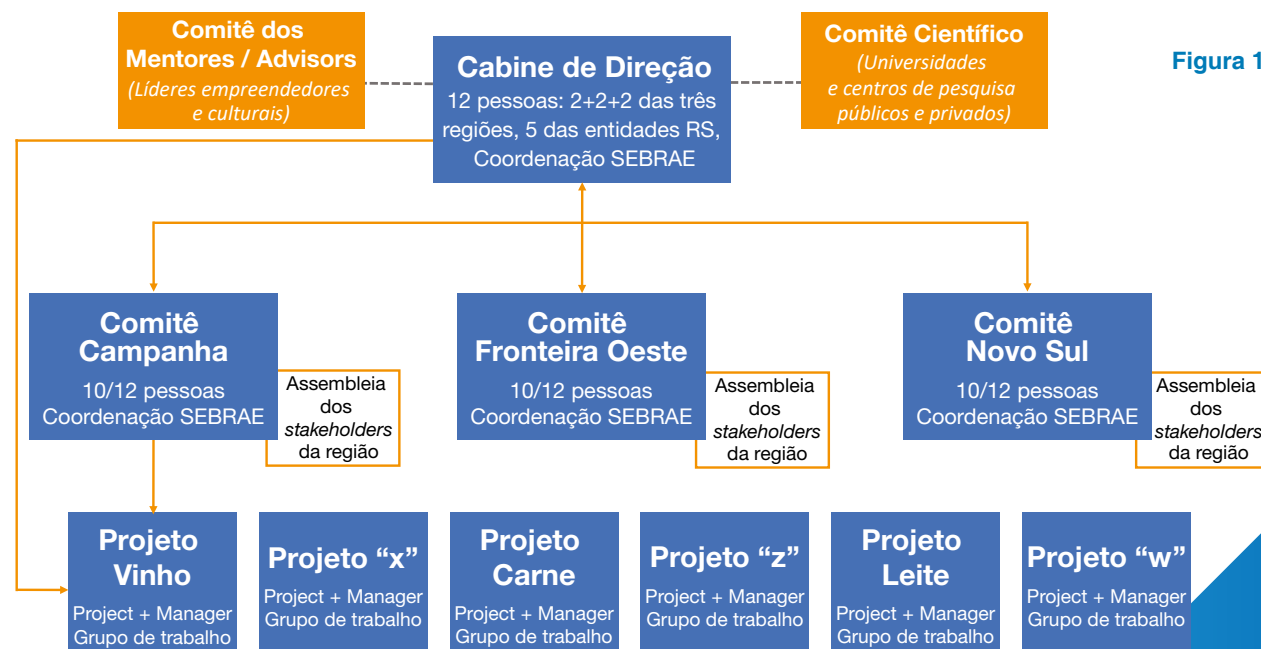 Comitê dos
Mentores / Advisors
(Líderes empreendedores
e culturais)
Cabine de Direção
12 pessoas: 2+2+2 das três
regiões, 5 das entidades RS,
Coordenação SEBRAE
Comitê Científico
(Universidades
e centros de pesquisa
públicos e privados)
Figura 1
Comitê
Campanha
10/12 pessoas
Coordenação SEBRAE
Assembleia
dos
stakeholders
da região
Comitê
Fronteira Oeste
10/12 pessoas
Coordenação SEBRAE
Assembleia
dos
stakeholders
da região
Comitê
Novo Sul
10/12 pessoas
Coordenação SEBRAE
Assembleia
dos
stakeholders
da região
Projeto
Vinho
Project + Manager
Grupo de trabalho
Projeto “x”
Project + Manager
Grupo de trabalho
Projeto
Carne
Project + Manager
Grupo de trabalho
Projeto “z”
Project + Manager
Grupo de trabalho
Projeto
Leite
Project + Manager
Grupo de trabalho
Projeto “w”
Project + Manager
Grupo de trabalho